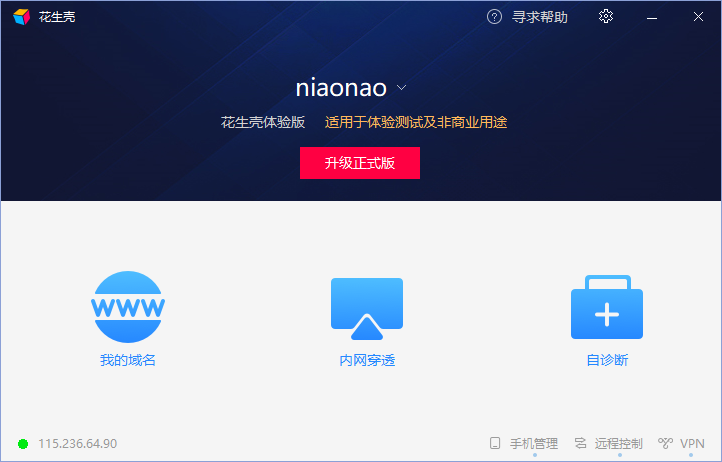 花生壳
寻求帮助
niaonao
花生壳体验版 适用于体验测试及非商业用途
升级正式版
WWW
我的域名
内网穿透
自诊断
115.236.64.90
手机管理
远程控制
VPN